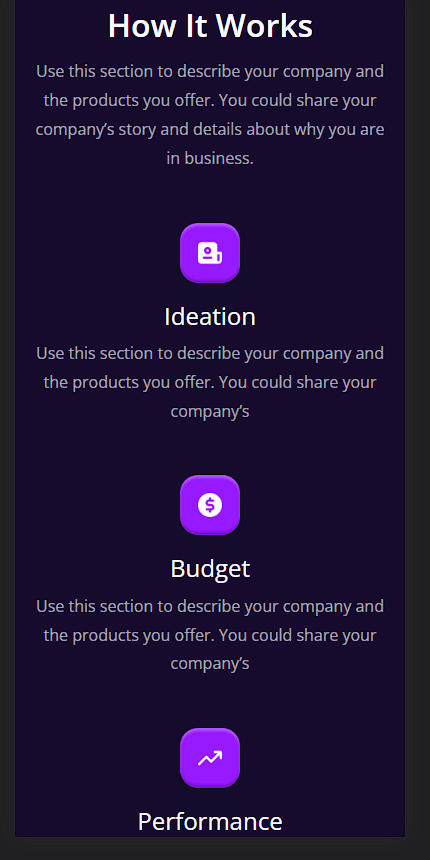 How It Works
Use this section to describe your company and
the products you offer. You could share your
company’s story and details about why you are
in business.
Ideation
Use this section to describe your company and
the products you offer. You could share your
company’s
$
Budget
Use this section to describe your company and
the products you offer. You could share your
company’s
Performance